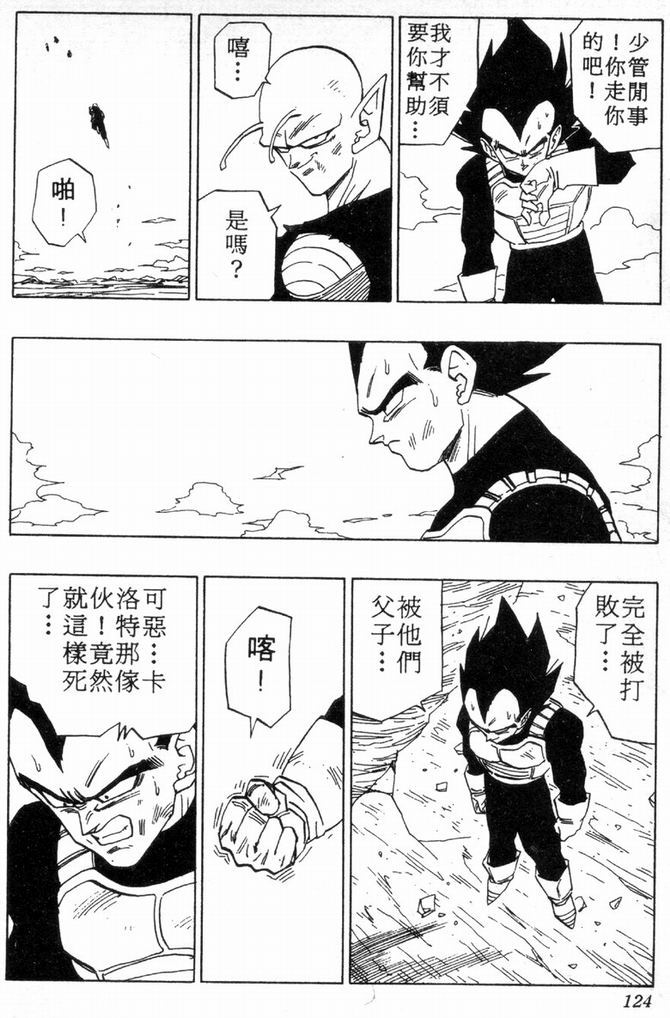 少管閒事
！你走你
的吧！
我才不須
要你幫
助…
嘻…
是嗎？
啪！
完全被打
敗了…
被他們
父子…
喀！
可惡…卡
洛特那傢
伙！竟然
就這樣死
了…
124